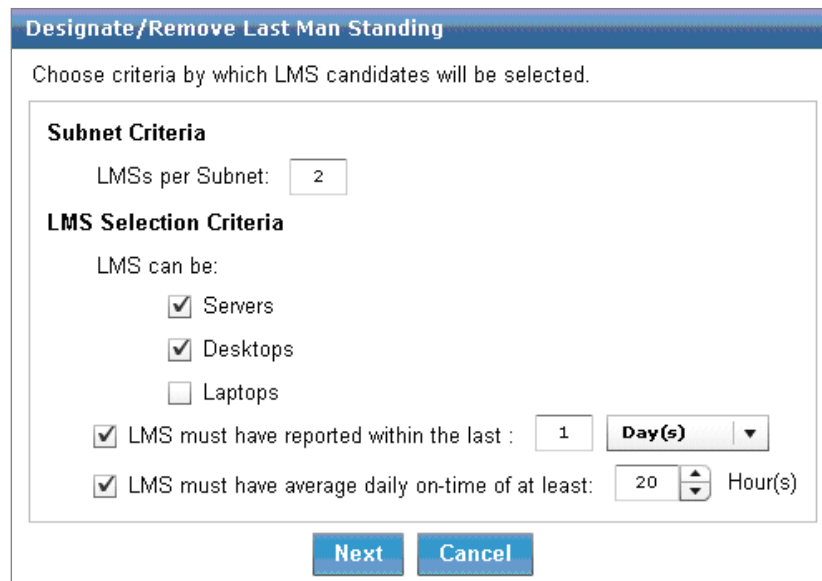 Designate/Remove Last Man Standing
Choose criteria by which LMS candidates will be selected.
Subnet Criteria
LMSs per Subnet: 2
LMS Selection Criteria
LMS can be:
Servers
Desktops
Laptops
LMS must have reported within the last : 1 Day(s)
LMS must have average daily on-time of at least: 20 Hour(s)
Next Cancel